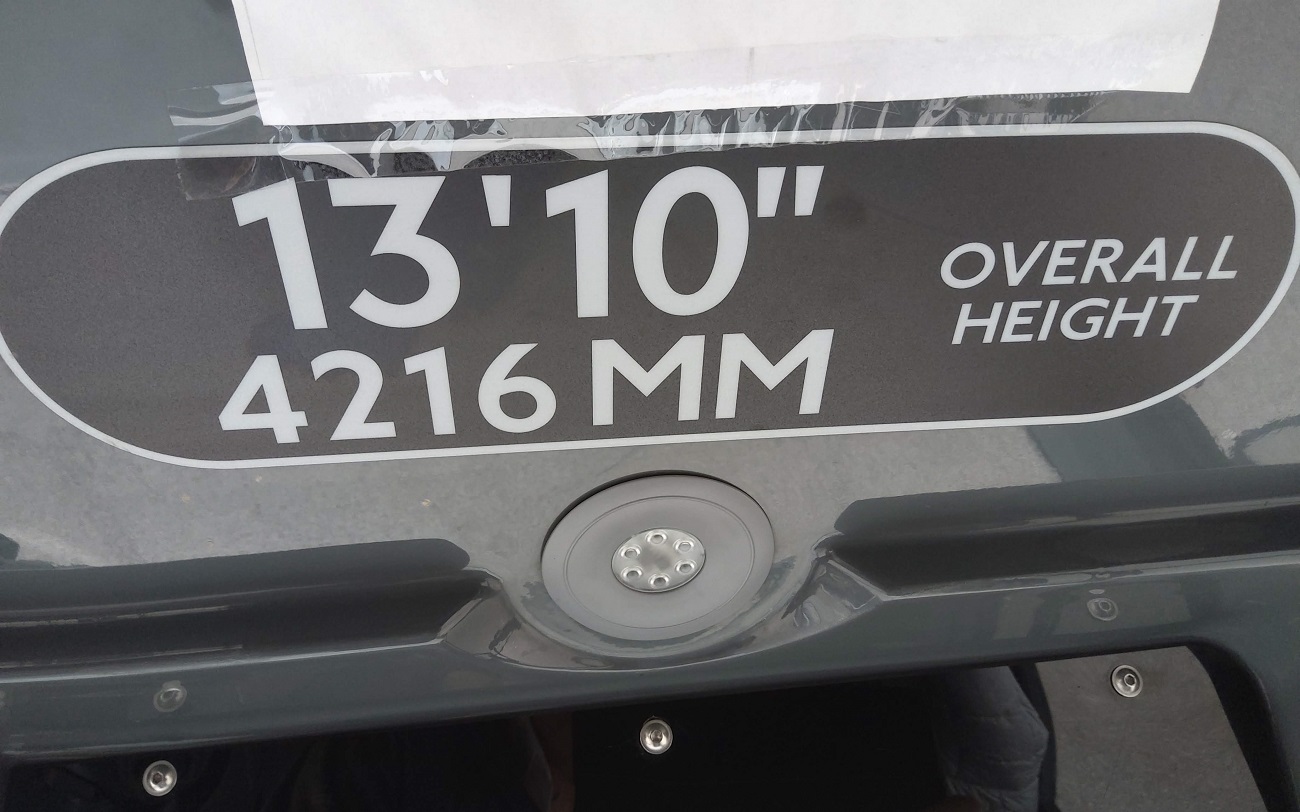 13'10"
4216 MM
OVERALL
HEIGHT